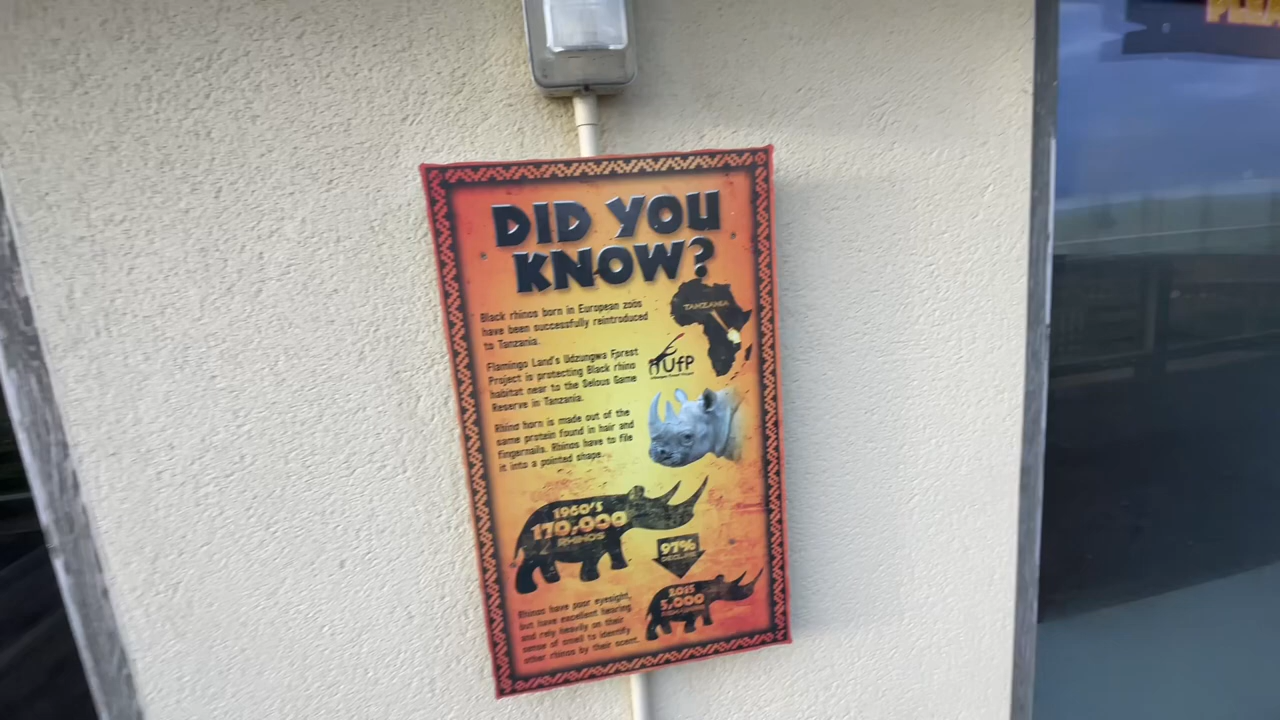 PLEA
DID YOU
KNOW?
Black rhinos born in European zoos
have been successfully reintroduced
to Tanzania.
TANZANIA
Flamingo Land's Udzungwa Forest
Project is protecting Black rhino
habitat near to the Selous Game
Reserve in Tanzania.
UfP
Rhino horn is made out of the
same protein found in hair and
fingernails. Rhinos have to file
it into a pointed shape.
1960's
170,000
RHINOS
97%
DECLINE
2015
5,000
Rhinos have poor eyesight,
but have excellent hearing
and rely heavily on their
sense of smell to identify
other rhinos by their scent.